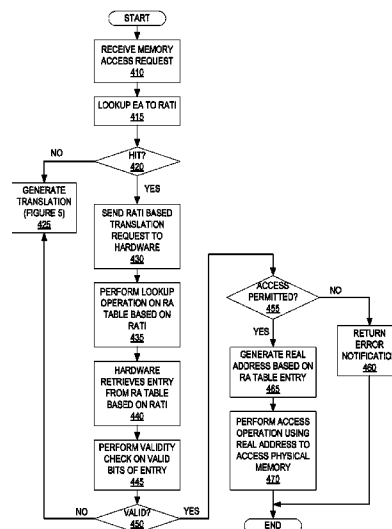 START
RECEIVE MEMORY
ACCESS REQUEST
410
LOOKUP EA TO RATI
415
HIT?
420
NO
YES
GENERATE
TRANSLATION
(FIGURE 5)
425
SEND RATI BASED
TRANSLATION
REQUEST TO
HARDWARE
430
PERFORM LOOKUP
OPERATION ON RA
TABLE BASED ON
RATI
435
HARDWARE
RETRIEVES ENTRY
FROM RA TABLE
BASED ON RATI
440
PERFORM VALIDITY
CHECK ON VALID
BITS OF ENTRY
445
NO
VALID?
450
YES
ACCESS
PERMITTED?
455
NO
YES
RETURN
ERROR
NOTIFICATION
460
GENERATE REAL
ADDRESS BASED ON
RA TABLE ENTRY
465
PERFORM ACCESS
OPERATION USING
REAL ADDRESS TO
ACCESS PHYSICAL
MEMORY
470
END